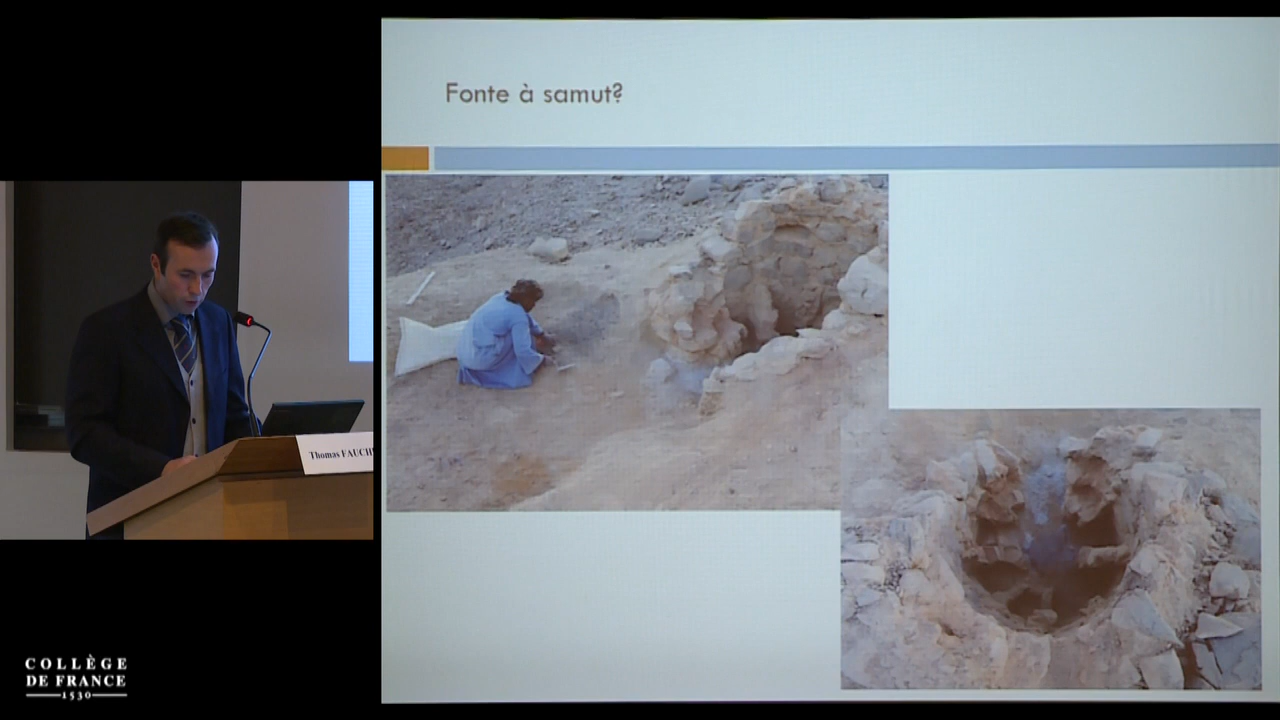 Fonte à samut?
Thomas FAUCH
COLLÈGE
DE FRANCE
1530